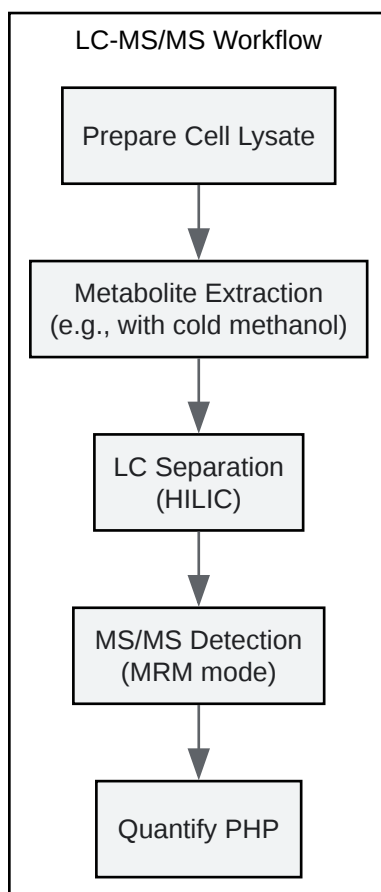 LC-MS/MS Workflow
Prepare Cell Lysate
Metabolite Extraction
(e.g., with cold methanol)
LC Separation
(HILIC)
MS/MS Detection
(MRM mode)
Quantify PHP